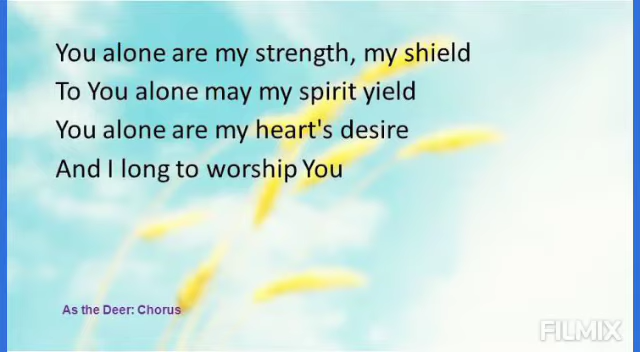 You alone are my strength, my shield
To You alone may my spirit yield
You alone are my heart's desire
And I long to worship You
As the Deer: Chorus
FILMIX